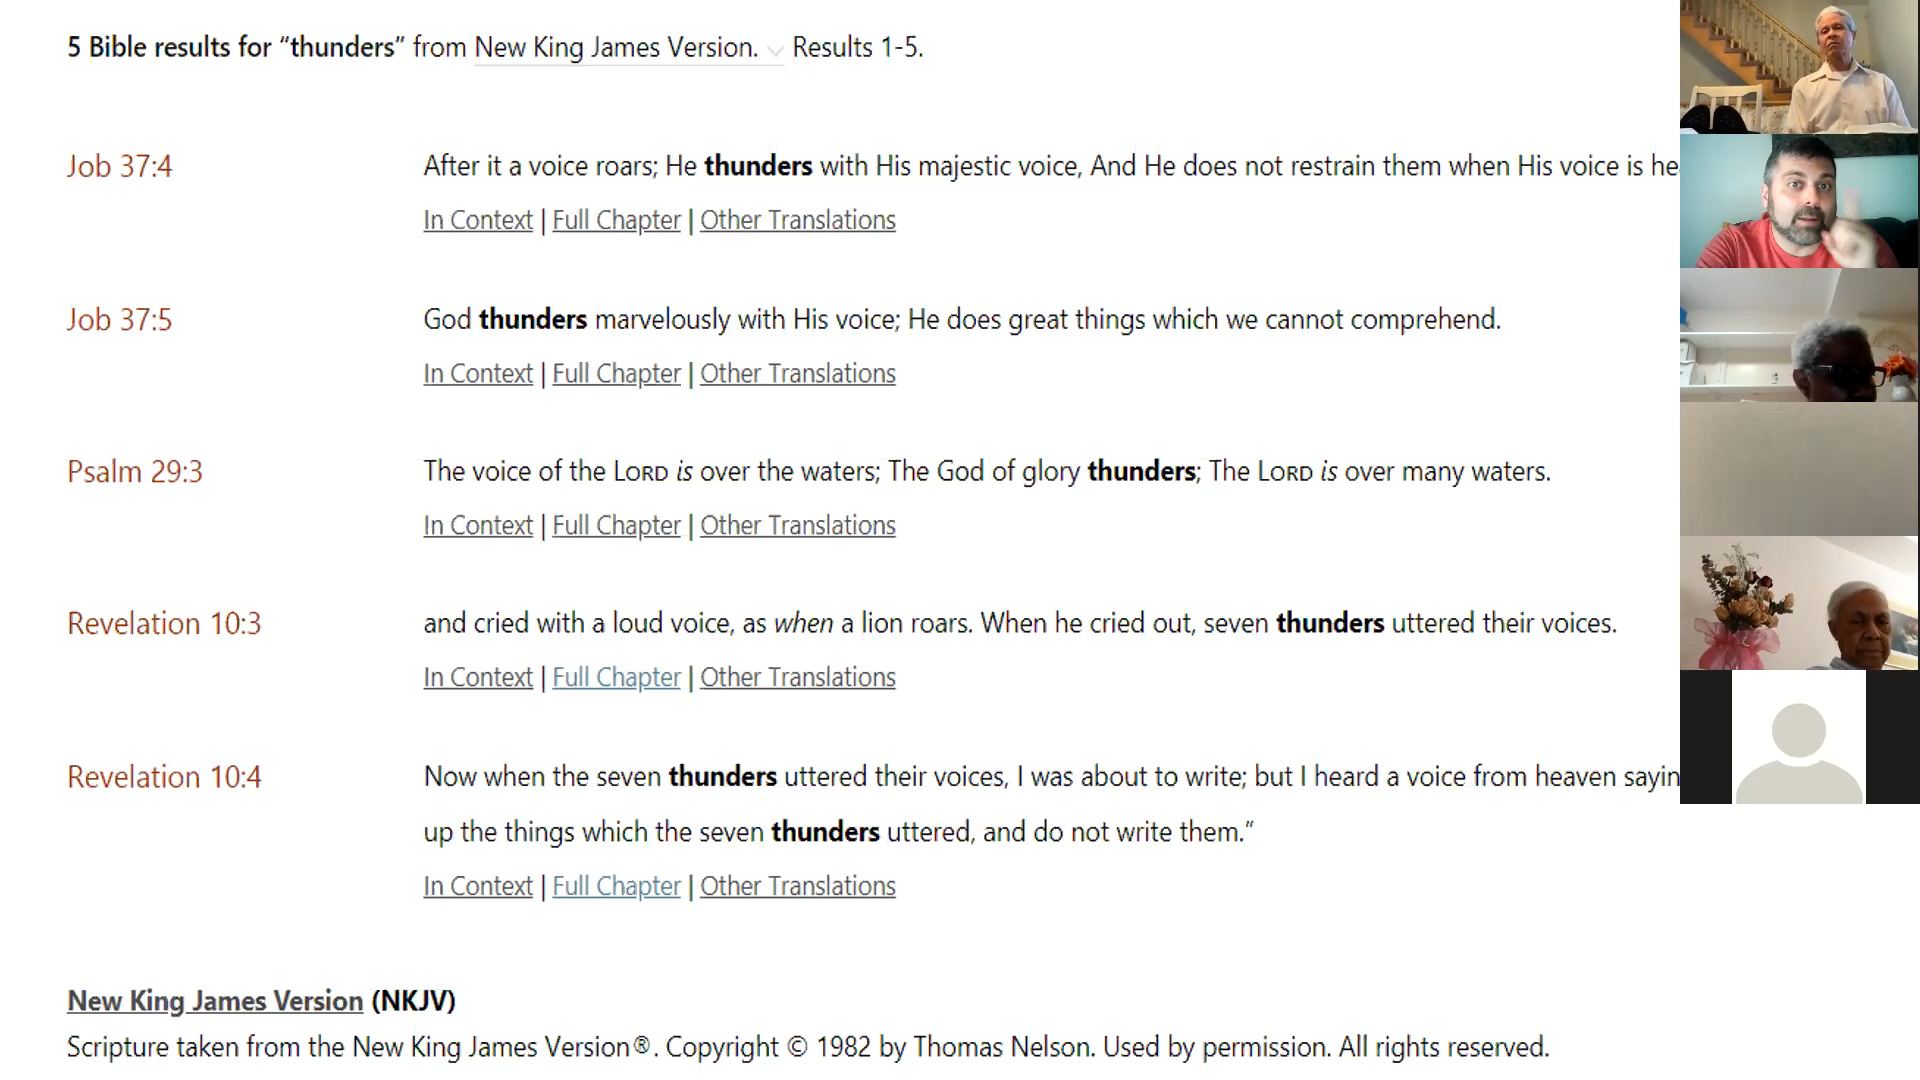 5 Bible results for “thunders” from New King James Version. Results 1-5.
Job 37:4
After it a voice roars; He thunders with His majestic voice, And He does not restrain them when His voice is he
In Context | Full Chapter | Other Translations
Job 37:5
God thunders marvelously with His voice; He does great things which we cannot comprehend.
In Context | Full Chapter | Other Translations
Psalm 29:3
The voice of the LORD is over the waters; The God of glory thunders; The LORD is over many waters.
In Context | Full Chapter | Other Translations
Revelation 10:3
and cried with a loud voice, as when a lion roars. When he cried out, seven thunders uttered their voices.
In Context | Full Chapter | Other Translations
Revelation 10:4
Now when the seven thunders uttered their voices, I was about to write; but I heard a voice from heaven sayin
up the things which the seven thunders uttered, and do not write them.”
In Context | Full Chapter | Other Translations
New King James Version (NKJV)
Scripture taken from the New King James Version®. Copyright © 1982 by Thomas Nelson. Used by permission. All rights reserved.